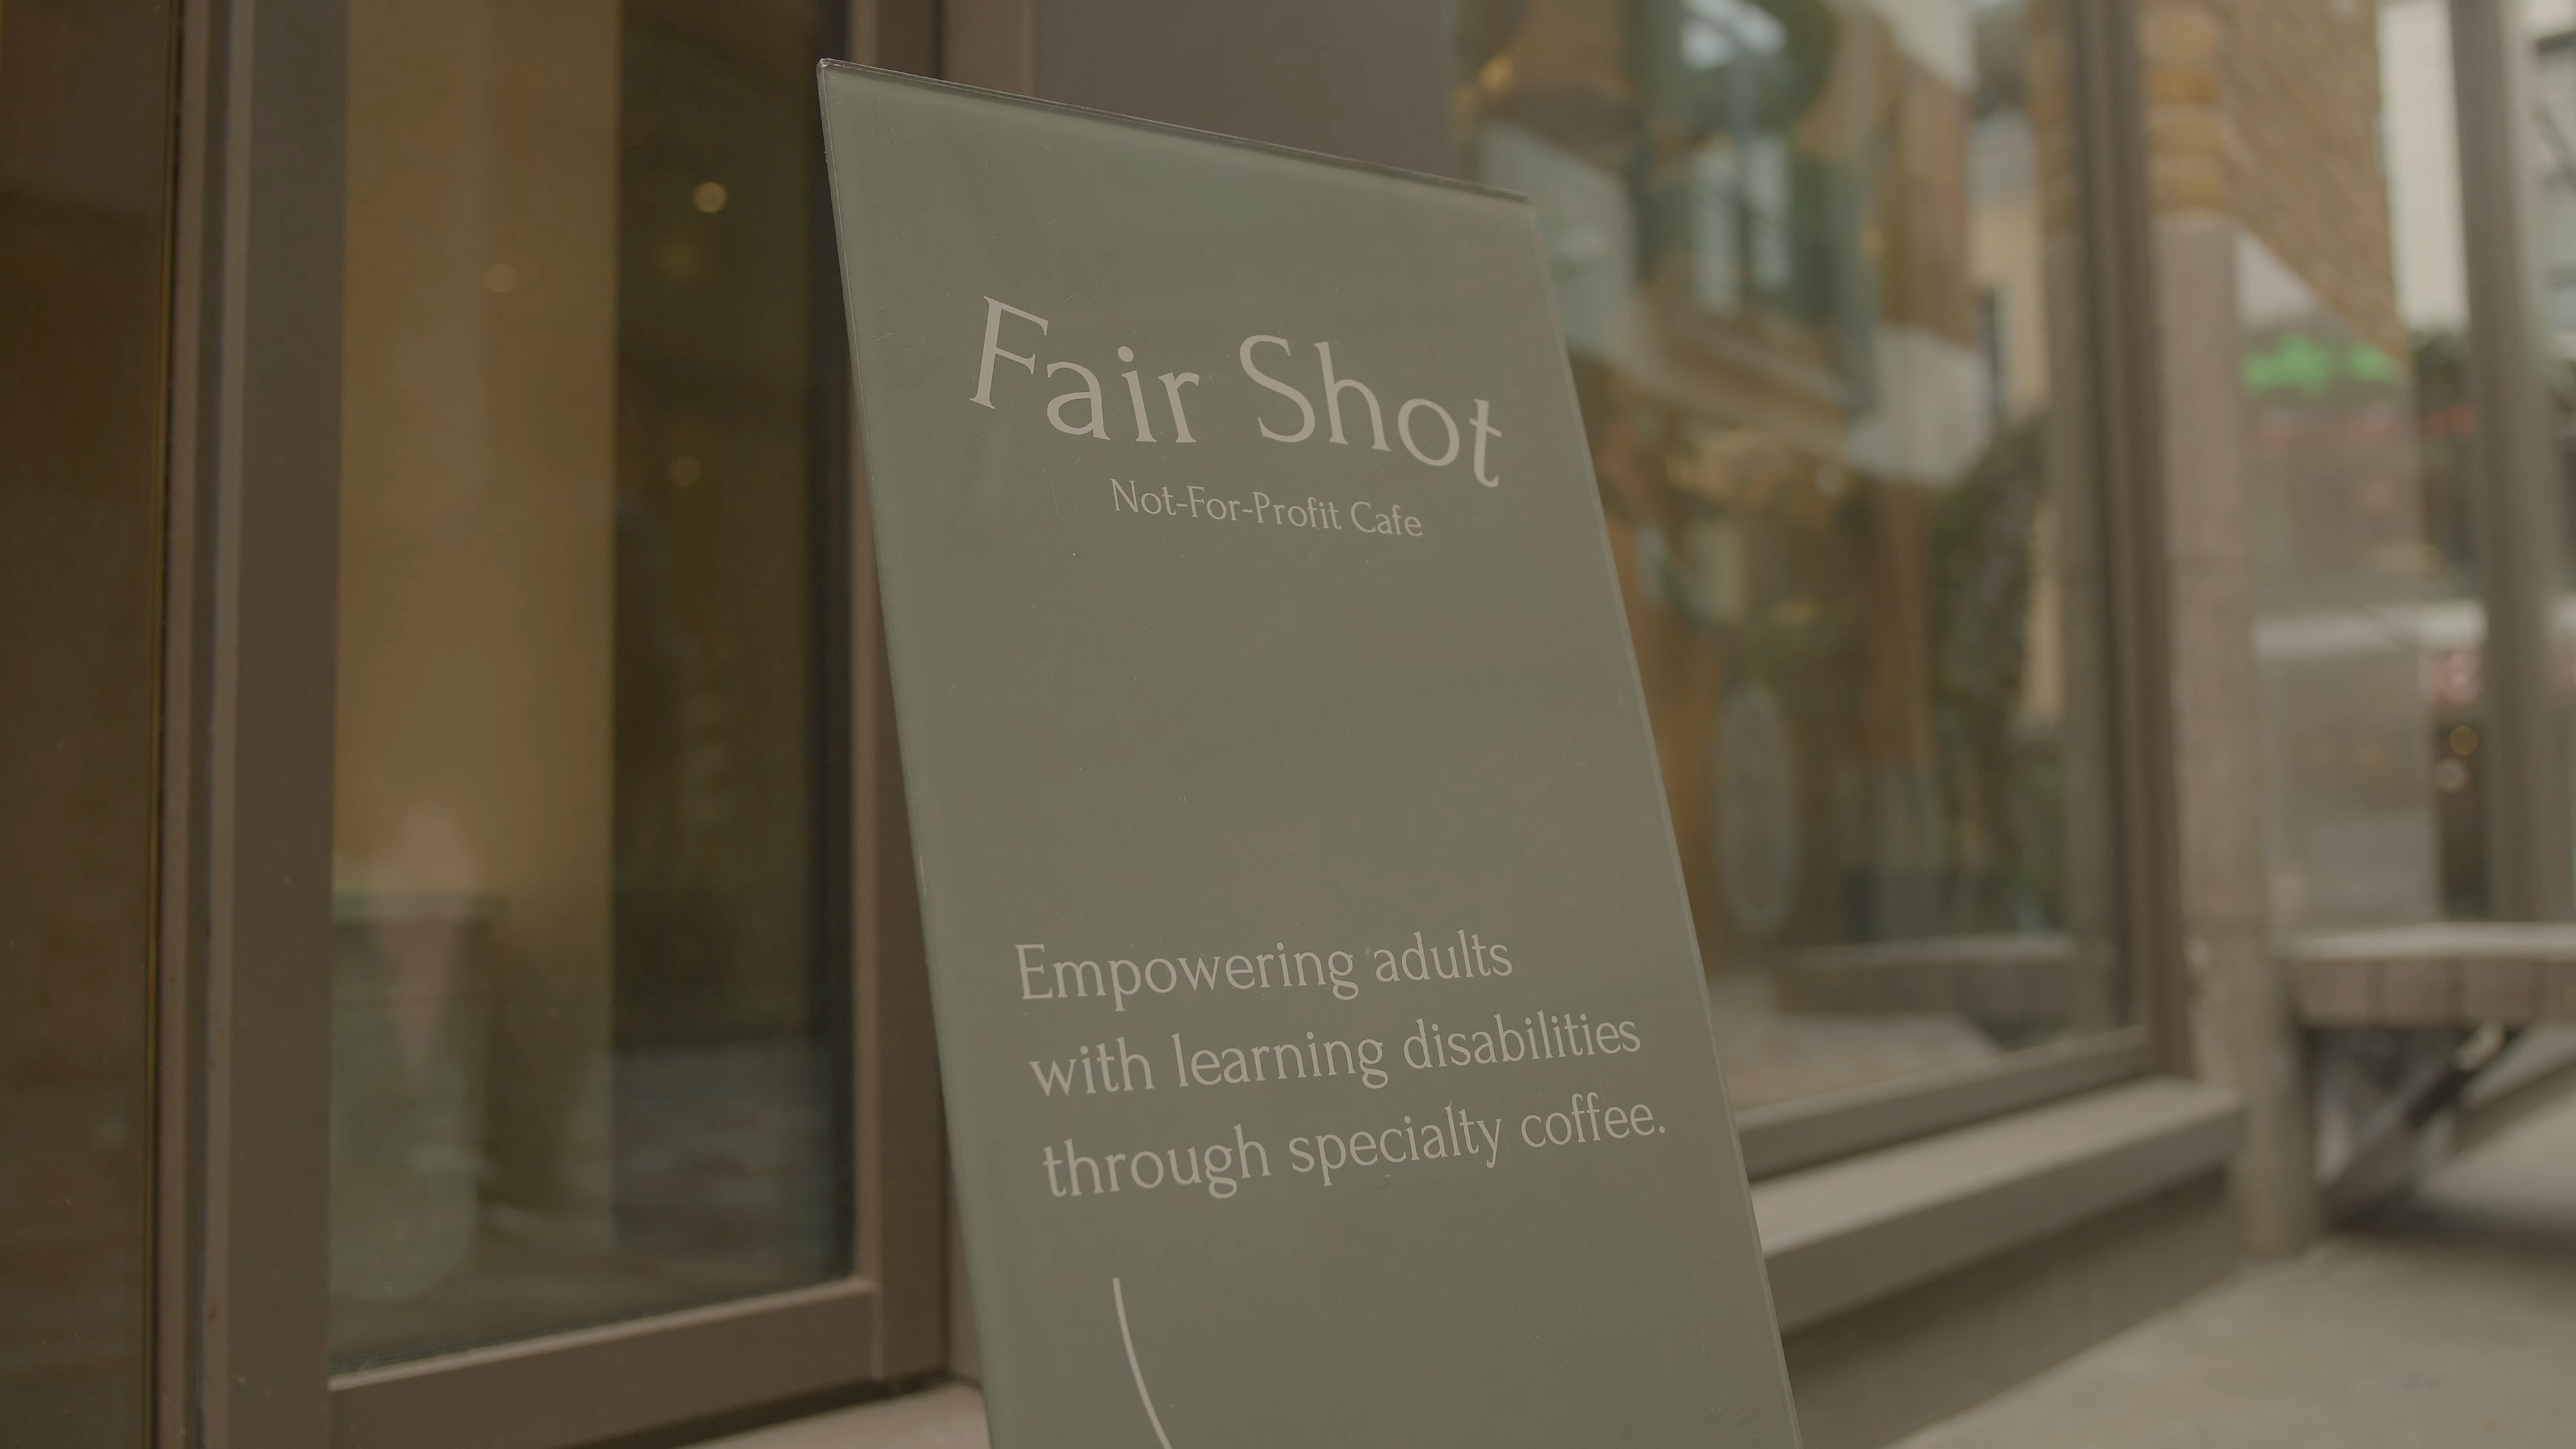 Fair Shot
Not-For-Profit Cafe
Empowering adults
with learning disabilities
through specialty coffee.